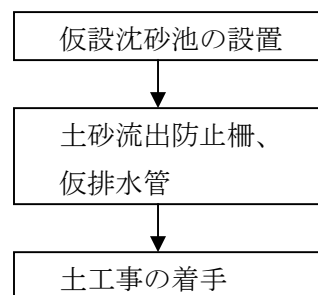 仮設沈砂池の設置
土砂流出防止柵、
仮排水管
土工事の着手